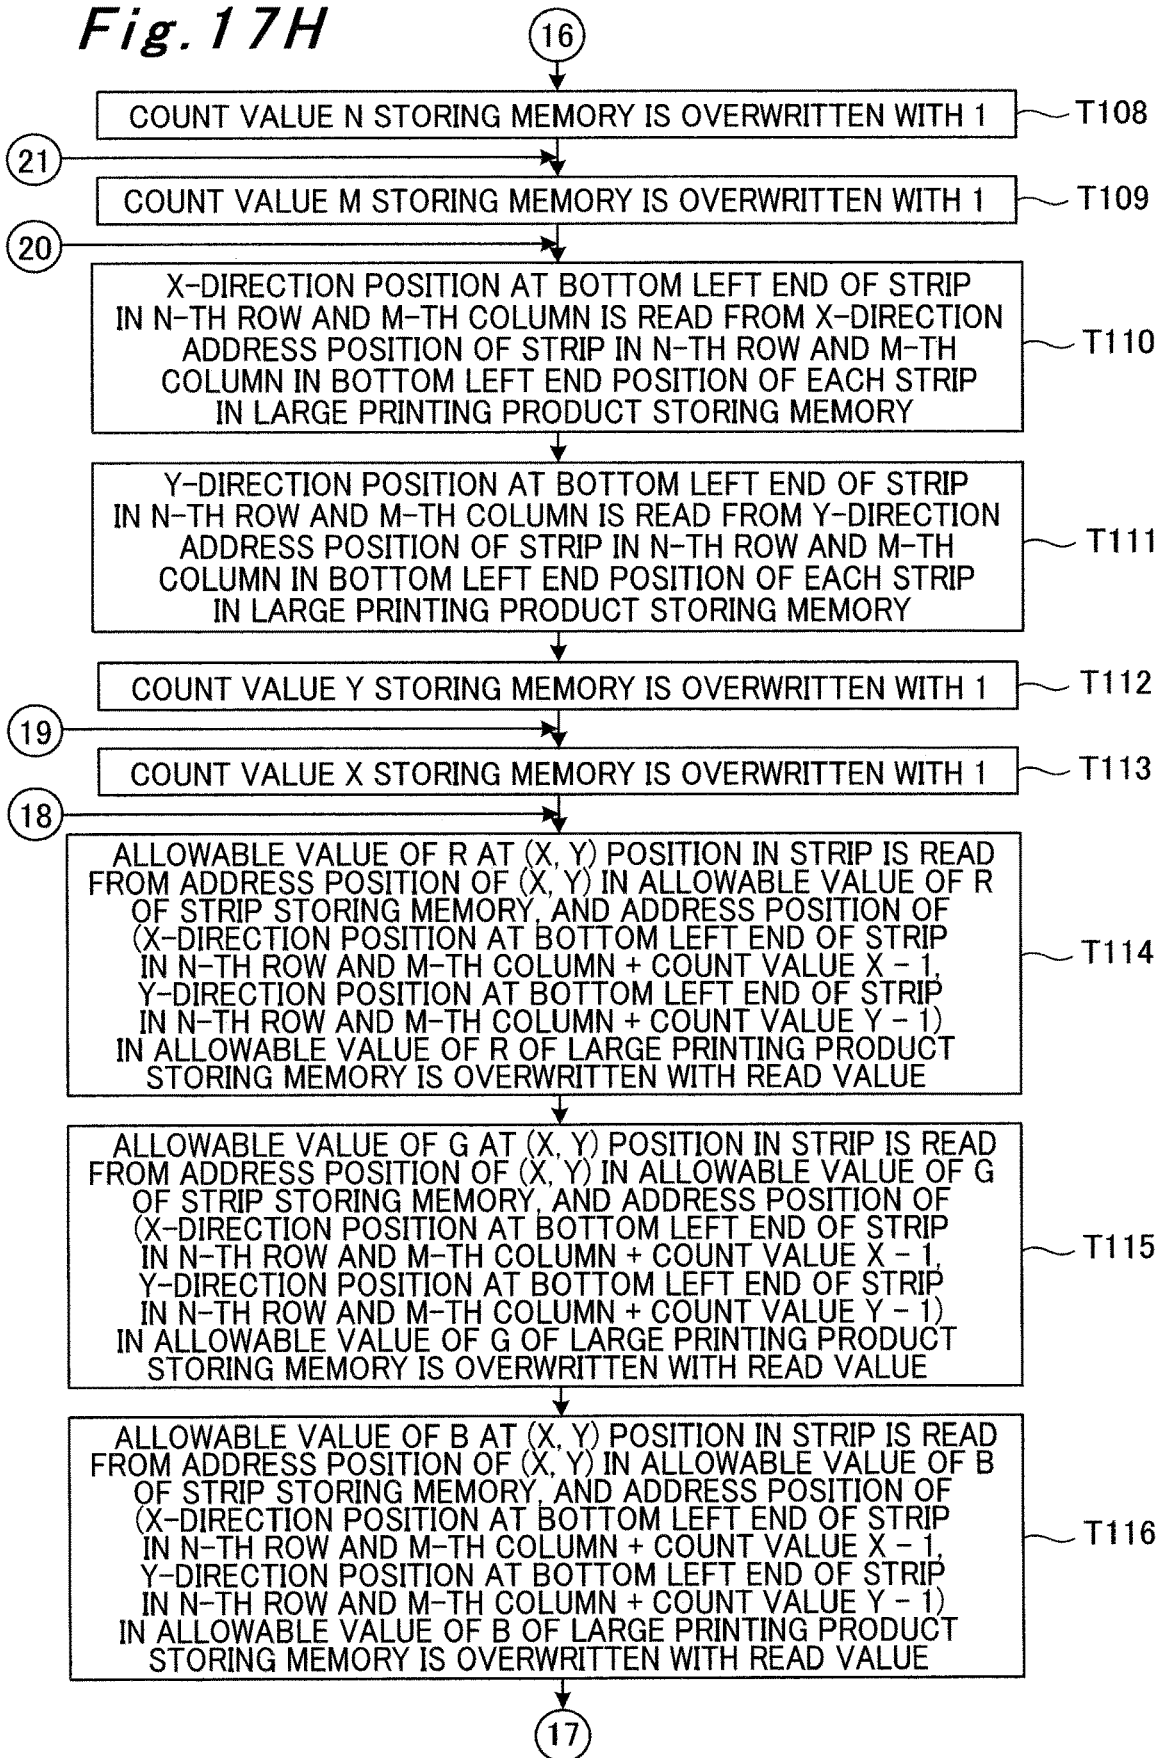 Fig.17H
16
COUNT VALUE N STORING MEMORY IS OVERWRITTEN WITH 1
T108
21
COUNT VALUE M STORING MEMORY IS OVERWRITTEN WITH 1
T109
20
X-DIRECTION POSITION AT BOTTOM LEFT END OF STRIP
IN N-TH ROW AND M-TH COLUMN IS READ FROM X-DIRECTION
ADDRESS POSITION OF STRIP IN N-TH ROW AND M-TH
COLUMN IN BOTTOM LEFT END POSITION OF EACH STRIP
IN LARGE PRINTING PRODUCT STORING MEMORY
T110
Y-DIRECTION POSITION AT BOTTOM LEFT END OF STRIP
IN N-TH ROW AND M-TH COLUMN IS READ FROM Y-DIRECTION
ADDRESS POSITION OF STRIP IN N-TH ROW AND M-TH
COLUMN IN BOTTOM LEFT END POSITION OF EACH STRIP
IN LARGE PRINTING PRODUCT STORING MEMORY
T111
COUNT VALUE Y STORING MEMORY IS OVERWRITTEN WITH 1
T112
19
COUNT VALUE X STORING MEMORY IS OVERWRITTEN WITH 1
T113
18
ALLOWABLE VALUE OF R AT (X, Y) POSITION IN STRIP IS READ
FROM ADDRESS POSITION OF (X, Y) IN ALLOWABLE VALUE OF R
OF STRIP STORING MEMORY, AND ADDRESS POSITION OF
(X-DIRECTION POSITION AT BOTTOM LEFT END OF STRIP
IN N-TH ROW AND M-TH COLUMN + COUNT VALUE X - 1,
Y-DIRECTION POSITION AT BOTTOM LEFT END OF STRIP
IN N-TH ROW AND M-TH COLUMN + COUNT VALUE Y - 1)
IN ALLOWABLE VALUE OF R OF LARGE PRINTING PRODUCT
STORING MEMORY IS OVERWRITTEN WITH READ VALUE
T114
ALLOWABLE VALUE OF G AT (X, Y) POSITION IN STRIP IS READ
FROM ADDRESS POSITION OF (X, Y) IN ALLOWABLE VALUE OF G
OF STRIP STORING MEMORY, AND ADDRESS POSITION OF
(X-DIRECTION POSITION AT BOTTOM LEFT END OF STRIP
IN N-TH ROW AND M-TH COLUMN + COUNT VALUE X - 1,
Y-DIRECTION POSITION AT BOTTOM LEFT END OF STRIP
IN N-TH ROW AND M-TH COLUMN + COUNT VALUE Y - 1)
IN ALLOWABLE VALUE OF G OF LARGE PRINTING PRODUCT
STORING MEMORY IS OVERWRITTEN WITH READ VALUE
T115
ALLOWABLE VALUE OF B AT (X, Y) POSITION IN STRIP IS READ
FROM ADDRESS POSITION OF (X, Y) IN ALLOWABLE VALUE OF B
OF STRIP STORING MEMORY, AND ADDRESS POSITION OF
(X-DIRECTION POSITION AT BOTTOM LEFT END OF STRIP
IN N-TH ROW AND M-TH COLUMN + COUNT VALUE X - 1,
Y-DIRECTION POSITION AT BOTTOM LEFT END OF STRIP
IN N-TH ROW AND M-TH COLUMN + COUNT VALUE Y - 1)
IN ALLOWABLE VALUE OF B OF LARGE PRINTING PRODUCT
STORING MEMORY IS OVERWRITTEN WITH READ VALUE
T116
17